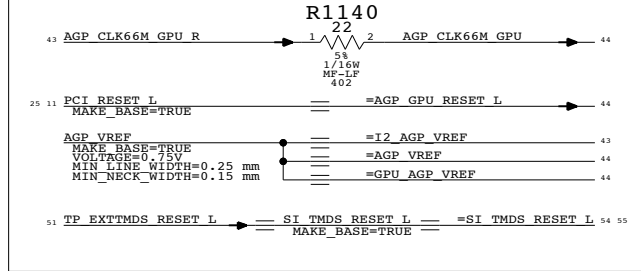 R1140
22
43 AGP_CLK66M_GPU_R 1 2 AGP_CLK66M_GPU 44
5%
1/16W
MF-LF
402
25 11 PCI_RESET_L =AGP_GPU_RESET_L 44
MAKE_BASE=TRUE
AGP_VREF =I2_AGP_VREF 43
MAKE_BASE=TRUE
VOLTAGE=0.75V =AGP_VREF 44
MIN_LINE_WIDTH=0.25 mm
MIN_NECK_WIDTH=0.15 mm =GPU_AGP_VREF 44
51 TP_EXTTMDS_RESET_L SI_TMDS_RESET_L =SI_TMDS_RESET_L 54 55
MAKE_BASE=TRUE